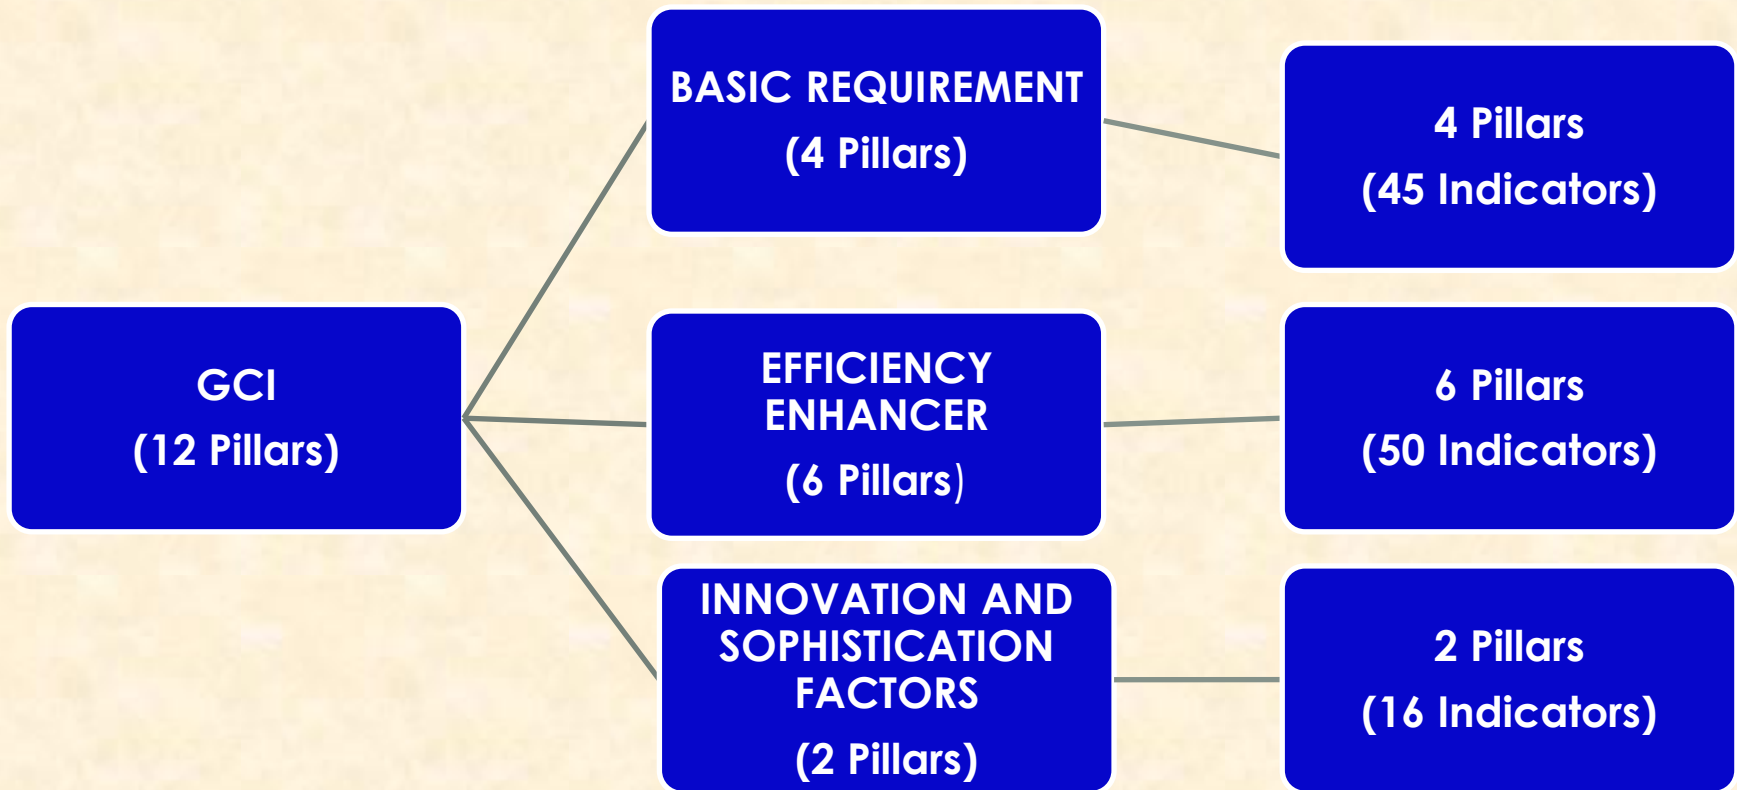 GCI
(12 Pillars)
BASIC REQUIREMENT
(4 Pillars)
4 Pillars
(45 Indicators)
EFFICIENCY
ENHANCER
(6 Pillars)
6 Pillars
(50 Indicators)
INNOVATION AND
SOPHISTICATION
FACTORS
(2 Pillars)
2 Pillars
(16 Indicators)